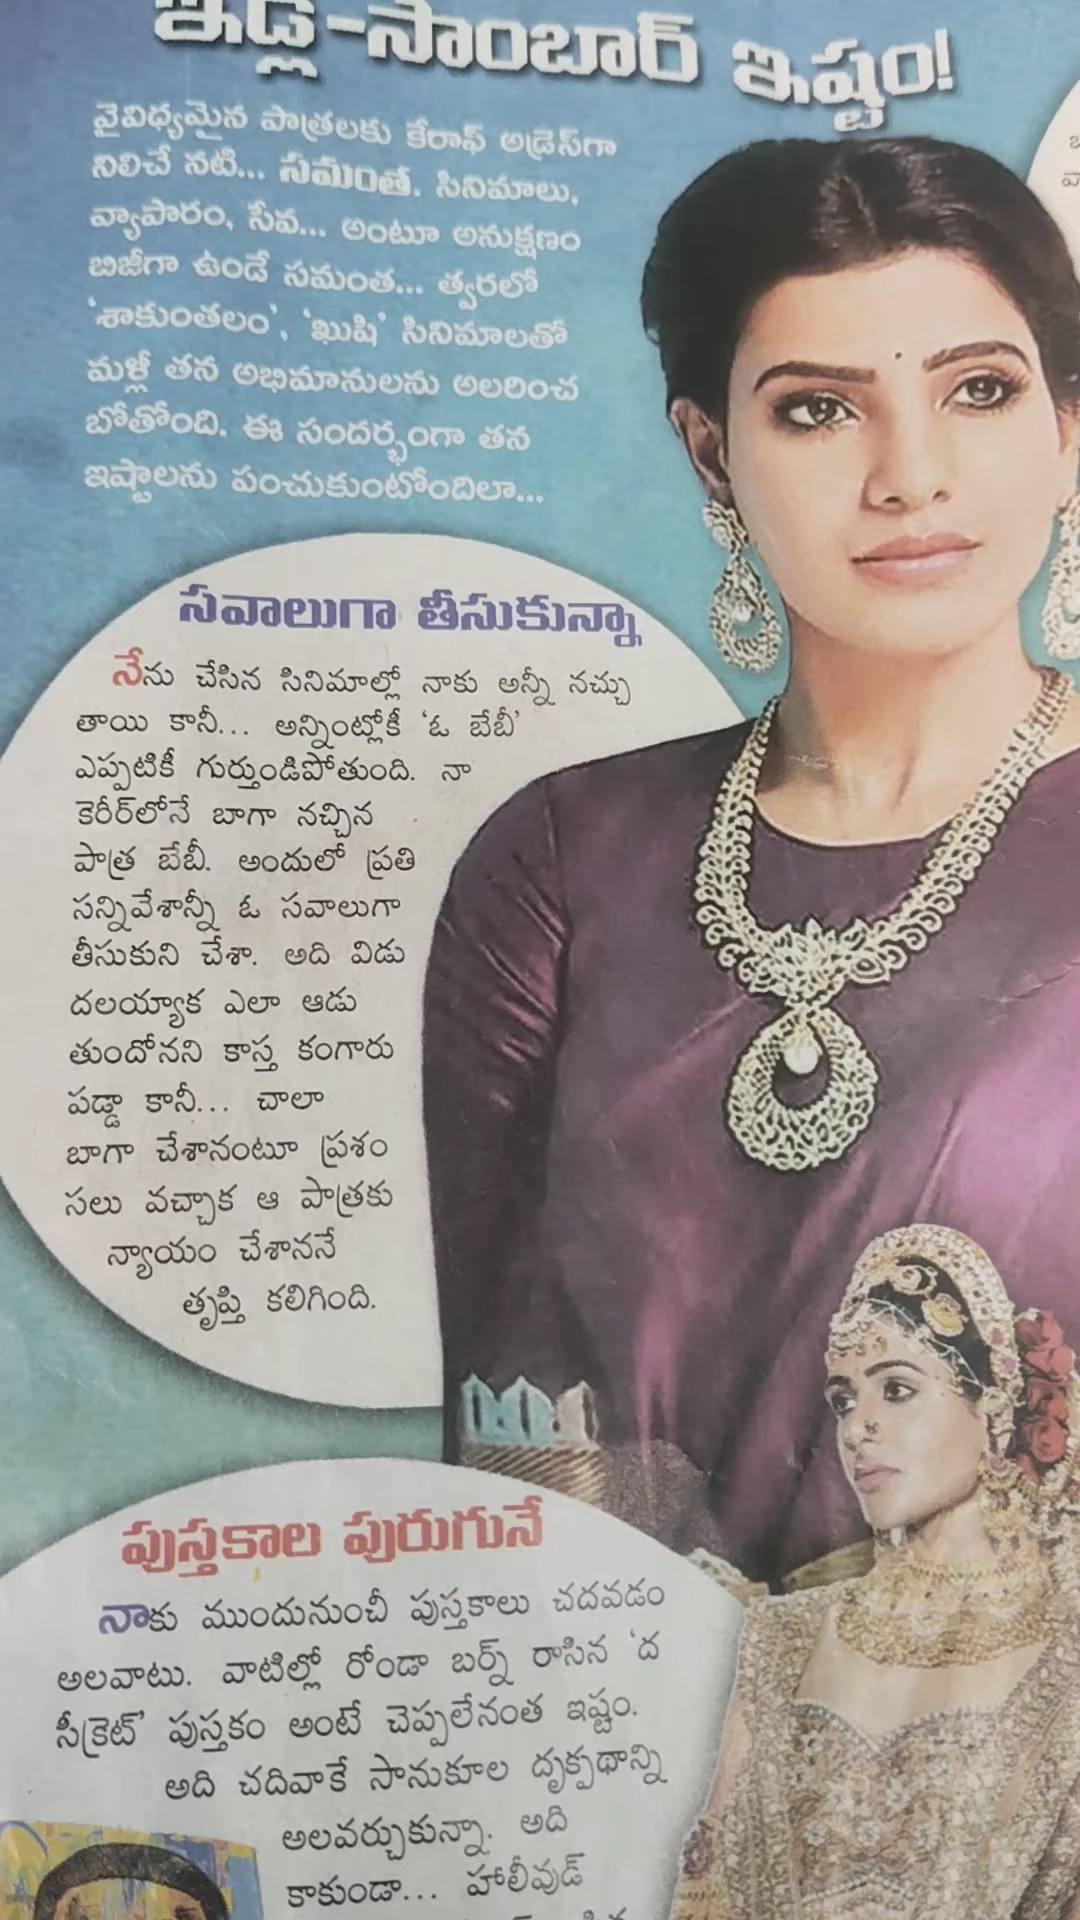 ఇడ్లీ-సాంబార్ ఇష్టం!
వైవిధ్యమైన పాత్రలకు కేరాఫ్ అడ్రెస్‌గా
నిలిచే నటి... సమంత. సినిమాలు,
వ్యాపారం, సేవ... అంటూ అనుక్షణం
బిజీగా ఉండే సమంత... త్వరలో
‘శాకుంతలం’, ‘ఖుషి’ సినిమాలతో
మళ్లీ తన అభిమానులను అలరించ
బోతోంది. ఈ సందర్భంగా తన
ఇష్టాలను పంచుకుంటోందిలా...
సవాలుగా తీసుకున్నా
నేను చేసిన సినిమాల్లో నాకు అన్నీ నచ్చు
తాయి కానీ... అన్నింట్లోకీ ‘ఓ బేబీ’
ఎప్పటికీ గుర్తుండిపోతుంది. నా
కెరీర్‌లోనే బాగా నచ్చిన
పాత్ర బేబీ. అందులో ప్రతి
సన్నివేశాన్నీ ఓ సవాలుగా
తీసుకుని చేశా. అది విడు
దలయ్యాక ఎలా ఆడు
తుందోనని కాస్త కంగారు
పడ్డా కానీ... చాలా
బాగా చేశానంటూ ప్రశం
సలు వచ్చాక ఆ పాత్రకు
న్యాయం చేశాననే
తృప్తి కలిగింది.
పుస్తకాల పురుగునే
నాకు ముందునుంచీ పుస్తకాలు చదవడం
అలవాటు. వాటిల్లో రోండా బర్న్ రాసిన ‘ద
సీక్రెట్’ పుస్తకం అంటే చెప్పలేనంత ఇష్టం.
అది చదివాకే సానుకూల దృక్పథాన్ని
అలవర్చుకున్నా. అది
కాకుండా... హాలీవుడ్